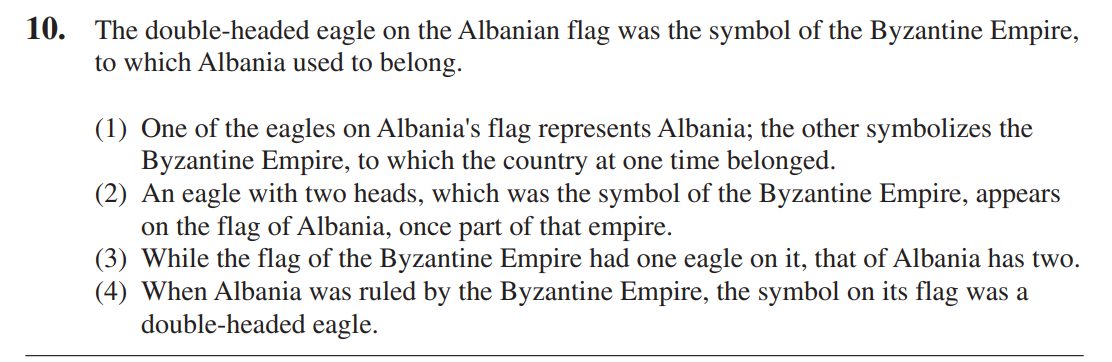 10. The double-headed eagle on the Albanian flag was the symbol of the Byzantine Empire,
to which Albania used to belong.
(1) One of the eagles on Albania's flag represents Albania; the other symbolizes the
Byzantine Empire, to which the country at one time belonged.
(2) An eagle with two heads, which was the symbol of the Byzantine Empire, appears
on the flag of Albania, once part of that empire.
(3) While the flag of the Byzantine Empire had one eagle on it, that of Albania has two.
(4) When Albania was ruled by the Byzantine Empire, the symbol on its flag was a
double-headed eagle.